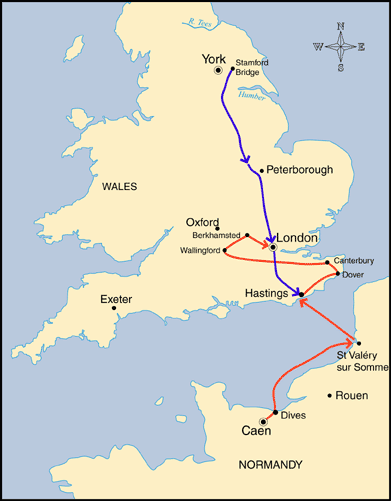 R. Tees
N
W E
S
York
Stamford
Bridge
Humber
Peterborough
WALES
Oxford
Berkhamsted
London
Wallingford
Canterbury
Dover
Hastings
Exeter
St Valéry
sur Somme
Rouen
Dives
Caen
NORMANDY